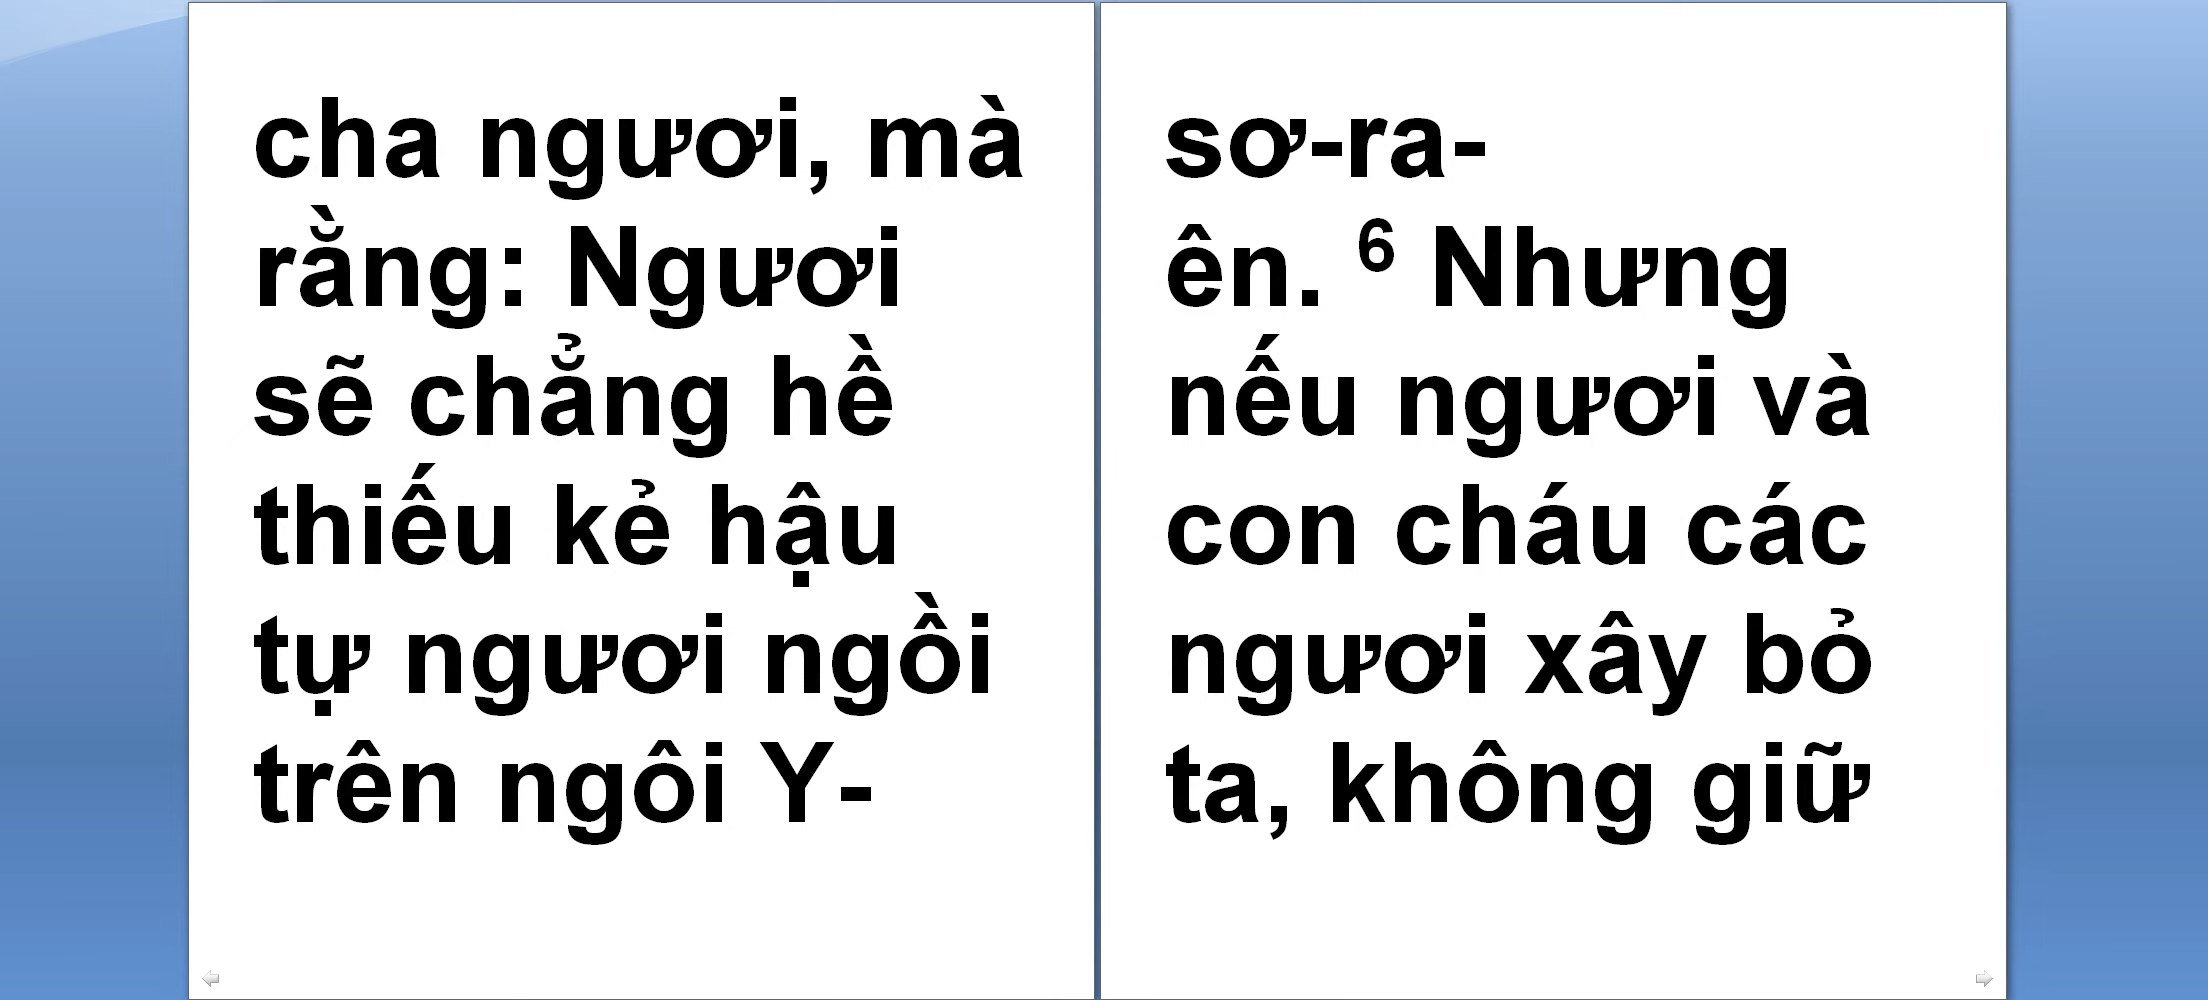 cha ngươi, mà
rằng: Ngươi
sẽ chẳng hề
thiếu kẻ hậu
tự ngươi ngồi
trên ngôi Y-
sơ-ra-
ên. 6 Nhưng
nếu ngươi và
con cháu các
ngươi xây bỏ
ta, không giữ